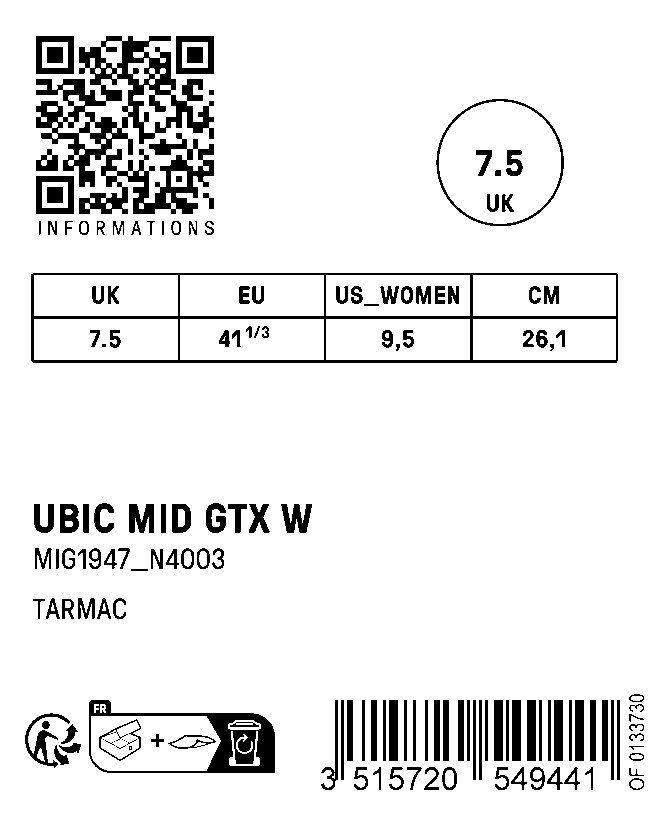 INFORMATIONS
7.5
UK
UK EU US_WOMEN CM
7.5 41 1/3 9,5 26,1
UBIC MID GTX W
MIG1947_N4003
TARMAC
FR
3 515720 549441
OF 0133730